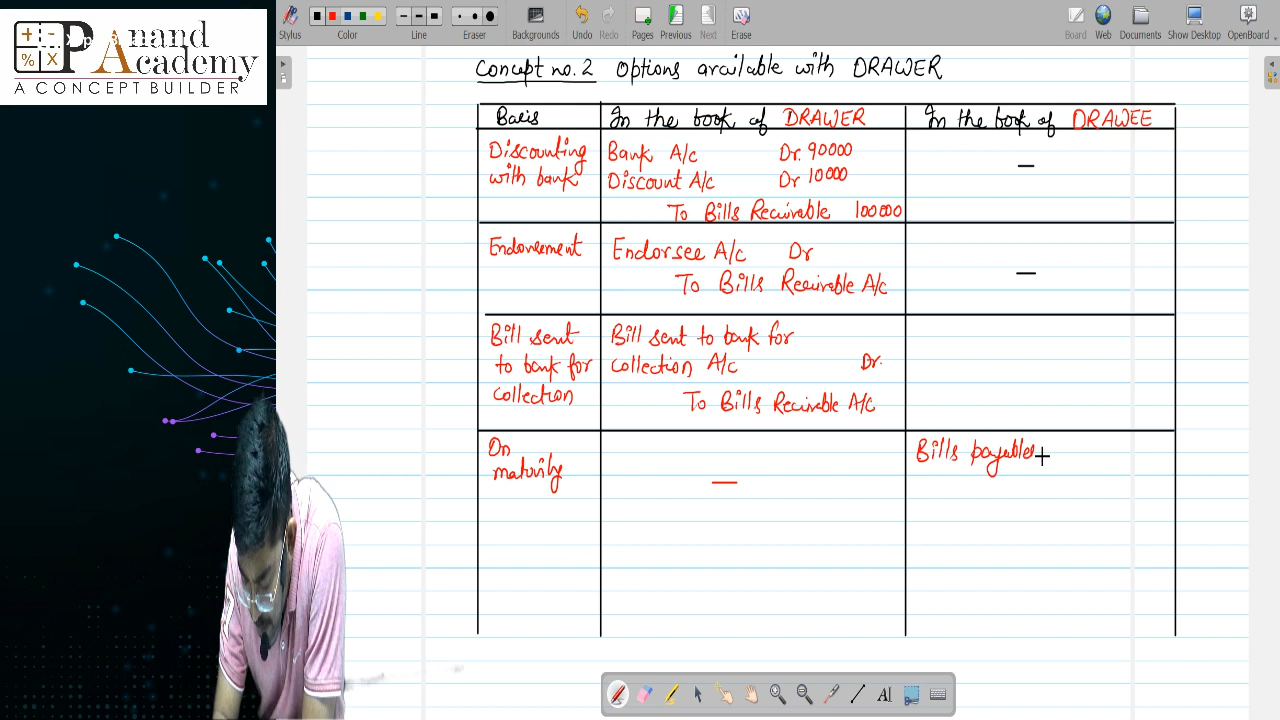 Anand
Academy
A CONCEPT BUILDER
Stylus
Color
Line
Eraser
Backgrounds
Undo
Redo
Pages
Previous
Next
Erase
Board
Web
Documents
Show Desktop
OpenBoard
Concept no. 2 Options available with DRAWER
Basis
In the book of DRAWER
In the book of DRAWEE
Discounting
with bank
Bank A/c Dr. 90000
Discount A/c Dr 10000
To Bills Receivable 100000
—
Endorsement
Endorsee A/c Dr
To Bills Receivable A/c
—
Bill sent
to bank for
collection
Bill sent to bank for
collection A/c Dr.
To Bills Receivable A/c
On
maturity
—
Bills payables